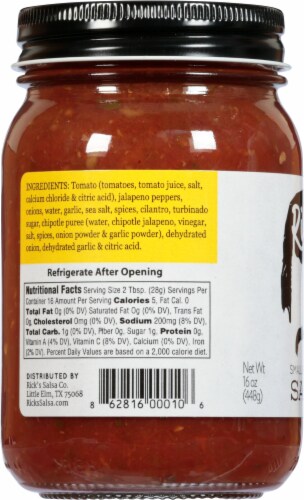 INGREDIENTS: Tomato (tomatoes, tomato juice, salt,
calcium chloride & citric acid), jalapeno peppers,
onions, water, garlic, sea salt, spices, cilantro, turbinado
sugar, chipotle puree (water, chipotle jalapeno, vinegar,
salt, spices, onion powder & garlic powder), dehydrated
onion, dehydrated garlic & citric acid.
Refrigerate After Opening
Nutritional Facts Serving Size 2 Tbsp. (28g) Servings Per
Container 16 Amount Per Serving Calories 5, Fat Cal. 0
Total Fat 0g (0% DV) Saturated Fat 0g (0% DV), Trans Fat
0g, Cholesterol 0mg (0% DV), Sodium 200mg (8% DV),
Total Carb. 1g (0% DV), Fiber 0g, Sugar 1g, Protein 0g,
Vitamin A (4% DV), Vitamin C (8% DV), Calcium (0% DV), Iron
(0% DV). Percent Daily Values are based on a 2,000 calorie diet.
DISTRIBUTED BY
Rick's Salsa Co.
Little Elm, TX 75068
RicksSalsa.com
8 62816 00010 6
Net Wt
16 oz
(448g)